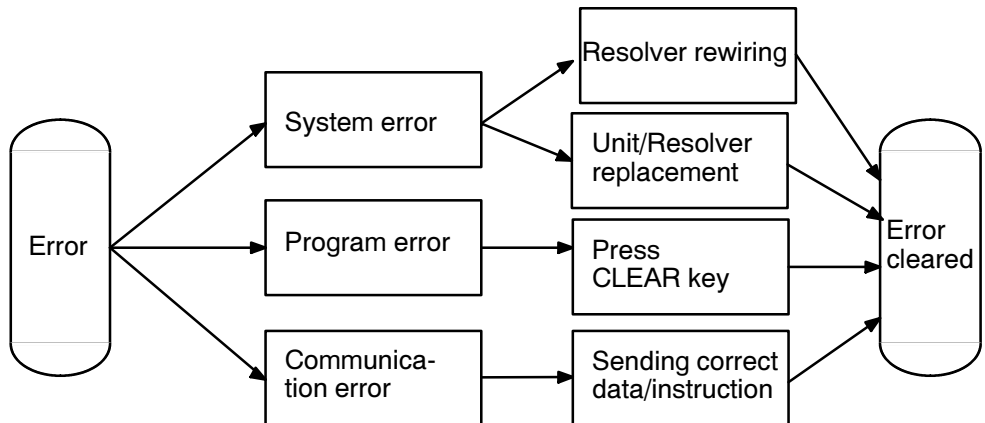 Error
System error
Program error
Communica-
tion error
Resolver rewiring
Unit/Resolver
replacement
Press
CLEAR key
Sending correct
data/instruction
Error
cleared